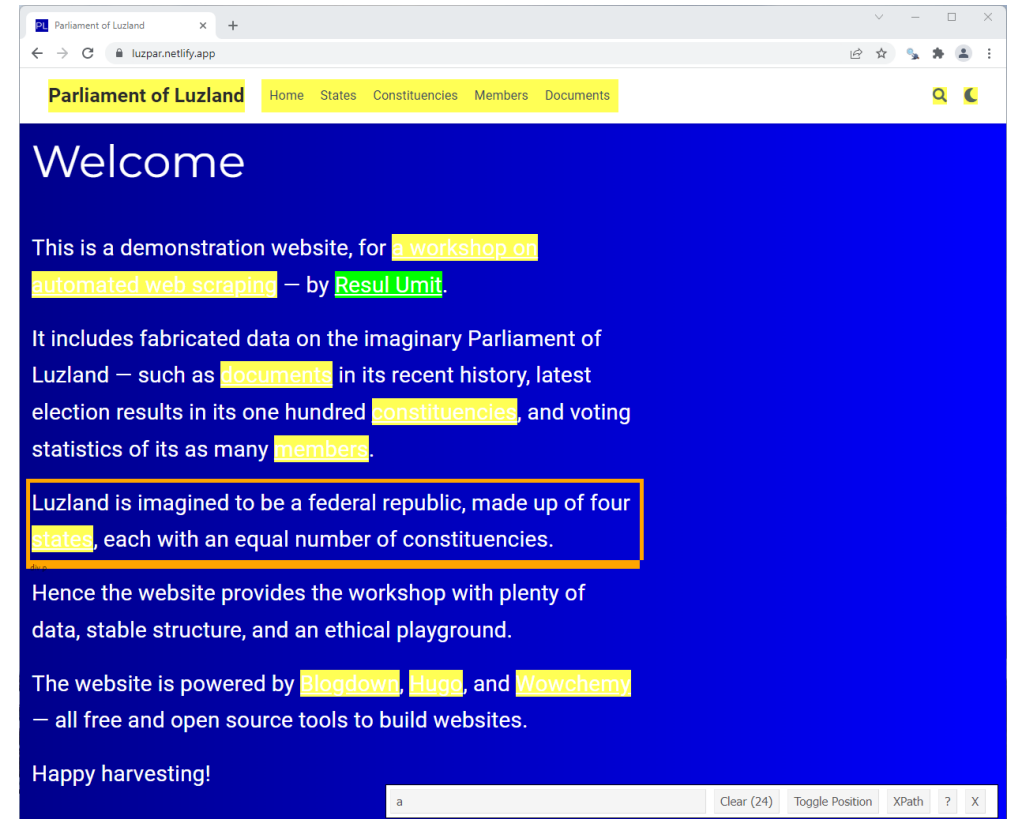 PL Parliament of Luzland
luzpar.netlify.app
Parliament of Luzland Home States Constituencies Members Documents
Welcome
This is a demonstration website, for a workshop on
automated web scraping — by Resul Umit.
It includes fabricated data on the imaginary Parliament of
Luzland — such as documents in its recent history, latest
election results in its one hundred constituencies, and voting
statistics of its as many members.
Luzland is imagined to be a federal republic, made up of four
states, each with an equal number of constituencies.
div p
Hence the website provides the workshop with plenty of
data, stable structure, and an ethical playground.
The website is powered by Blogdown, Hugo, and Wowchemy
— all free and open source tools to build websites.
Happy harvesting!
a Clear (24) Toggle Position XPath ? X